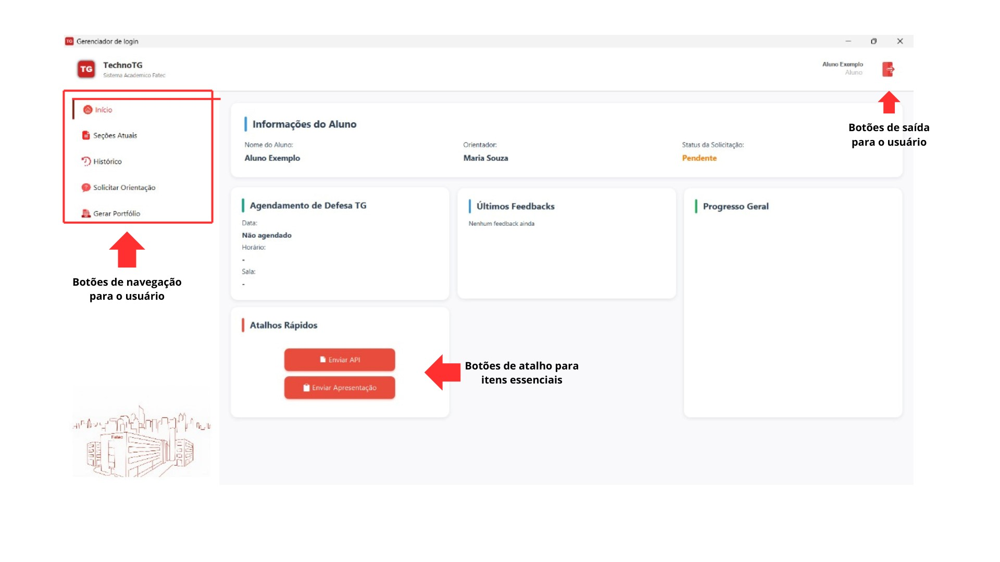 TG Gerenciador de login
TG
TechnoTG
Sistema Academico Fatec
Aluno Exemplo
Aluno
Início
Seções Atuais
Histórico
Solicitar Orientação
Gerar Portfólio
Botões de navegação
para o usuário
Botões de saída
para o usuário
Informações do Aluno
Nome do Aluno:
Aluno Exemplo
Orientador:
Maria Souza
Status da Solicitação:
Pendente
Agendamento de Defesa TG
Data:
Não agendado
Horário:
-
Sala:
-
Últimos Feedbacks
Nenhum feedback ainda
Progresso Geral
Atalhos Rápidos
Enviar API
Enviar Apresentação
Botões de atalho para
itens essenciais
Fatec